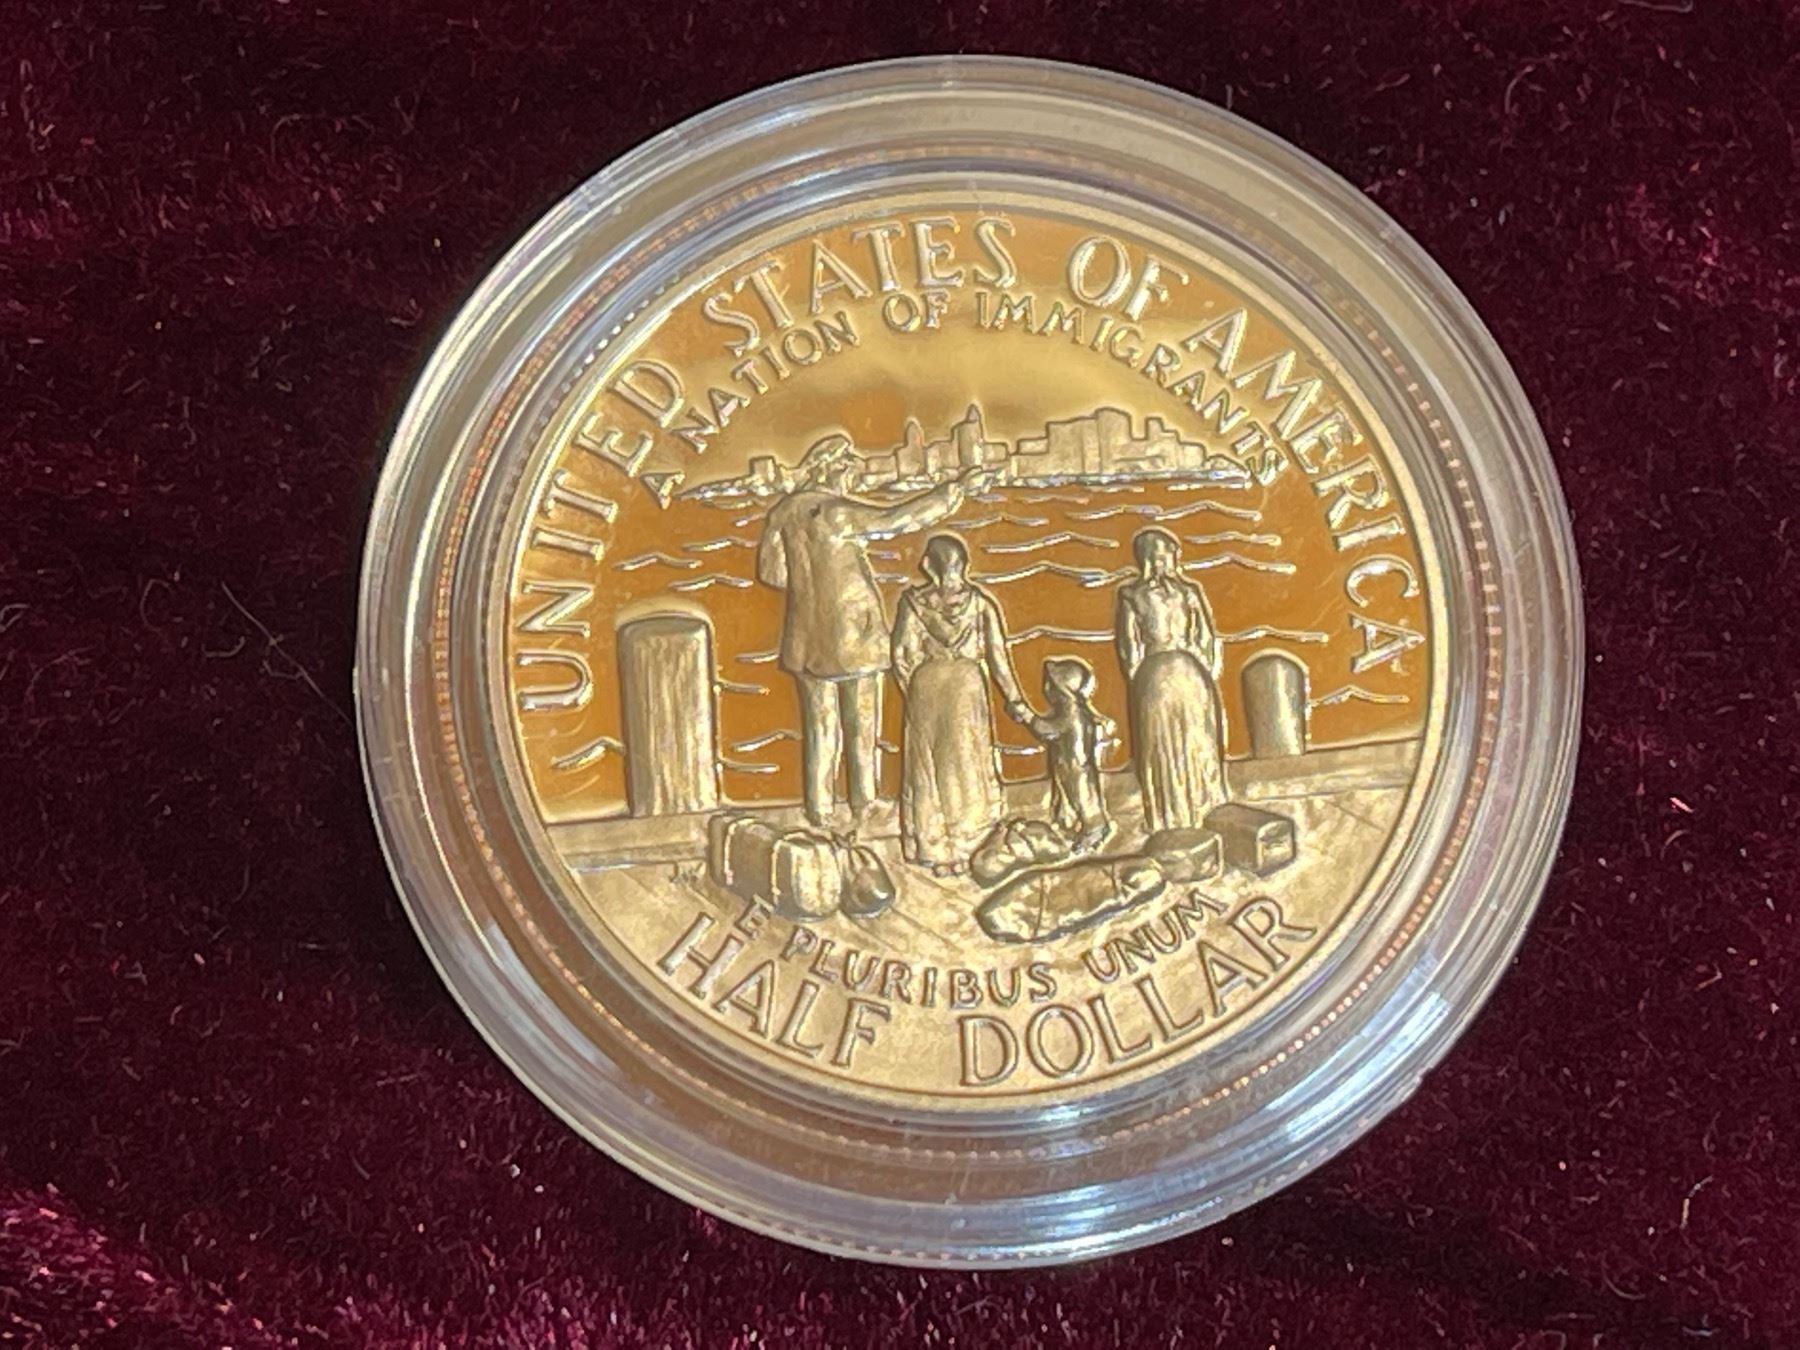 UNITED STATES OF AMERICA
A NATION OF IMMIGRANTS
E PLURIBUS UNUM
HALF DOLLAR